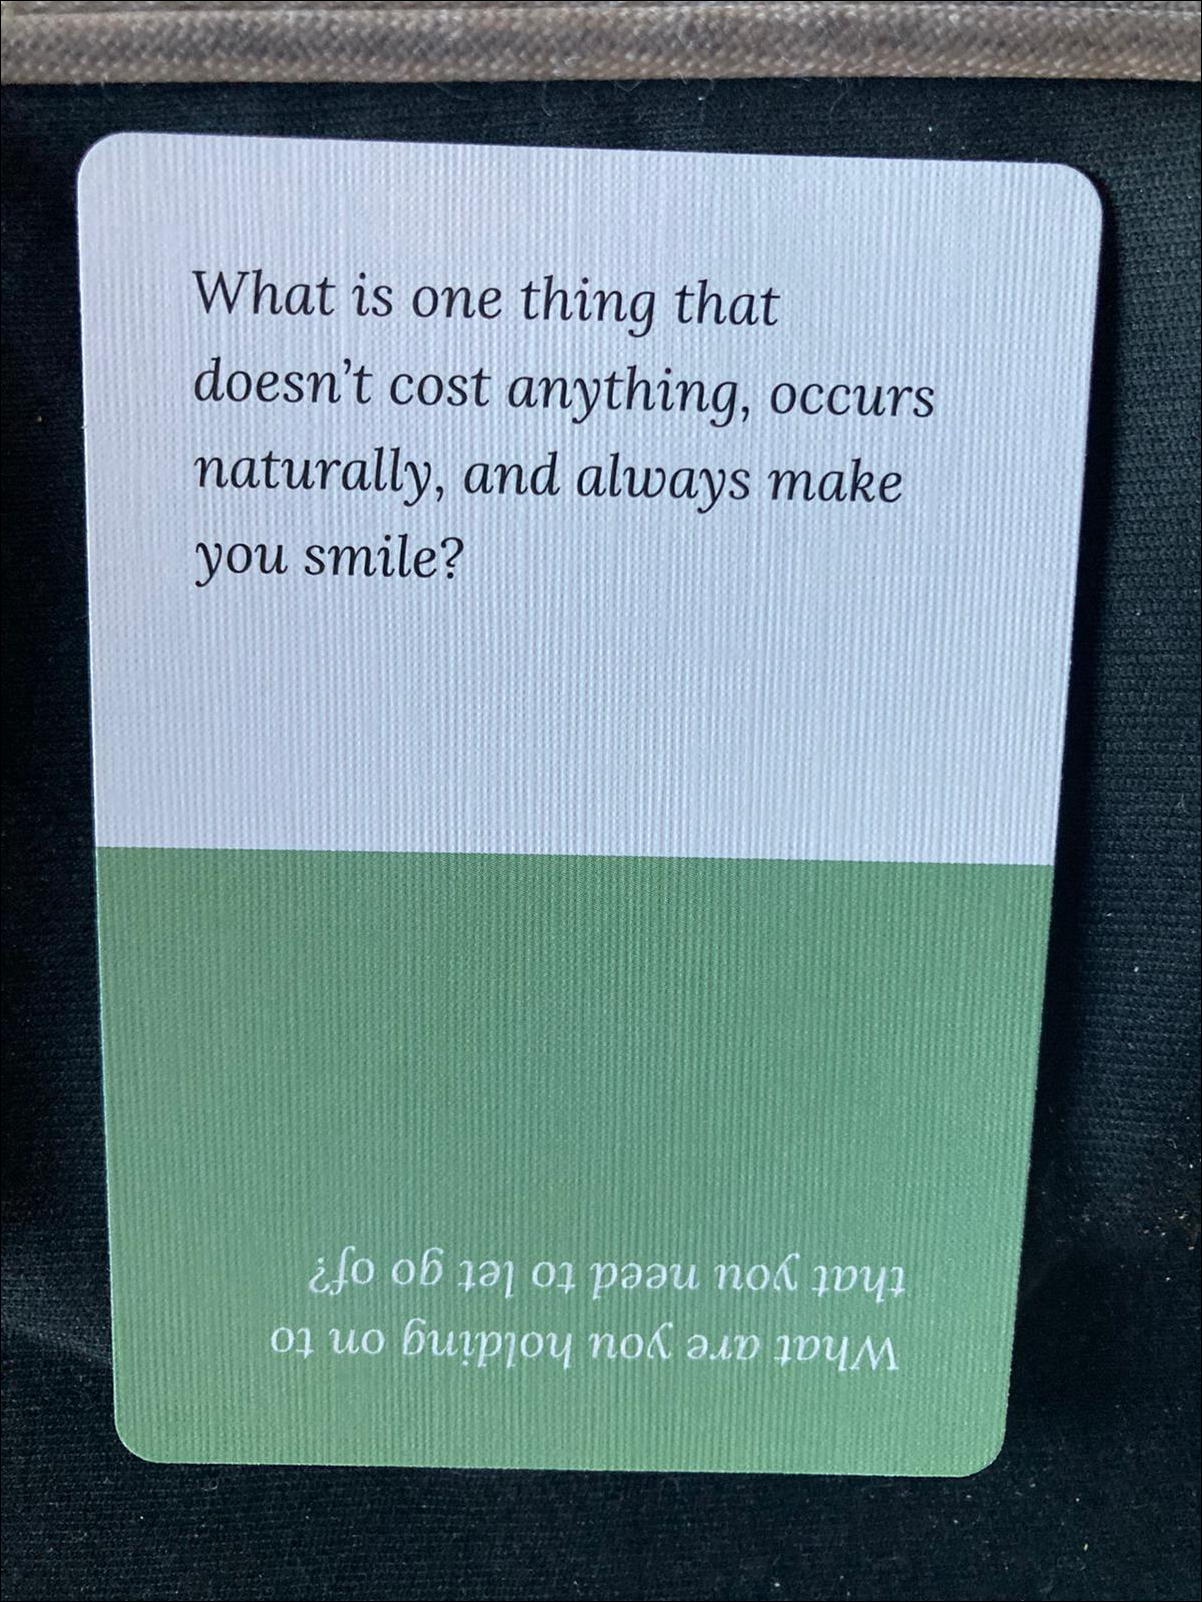 What is one thing that
doesn't cost anything, occurs
naturally, and always make
you smile?
What are you holding on to
that you need to let go of?